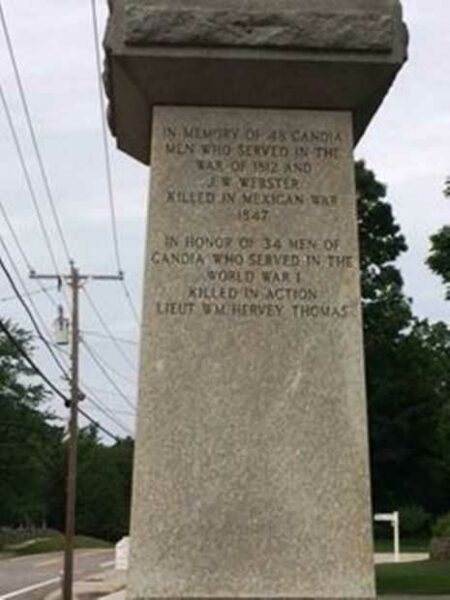 IN MEMORY OF 48 CANDIA
MEN WHO SERVED IN THE
WAR OF 1812 AND
J. W. WEBSTER
KILLED IN MEXICAN WAR
1847
IN HONOR OF 34 MEN OF
CANDIA WHO SERVED IN THE
WORLD WAR I
KILLED IN ACTION
LIEUT WM. HERVEY THOMAS